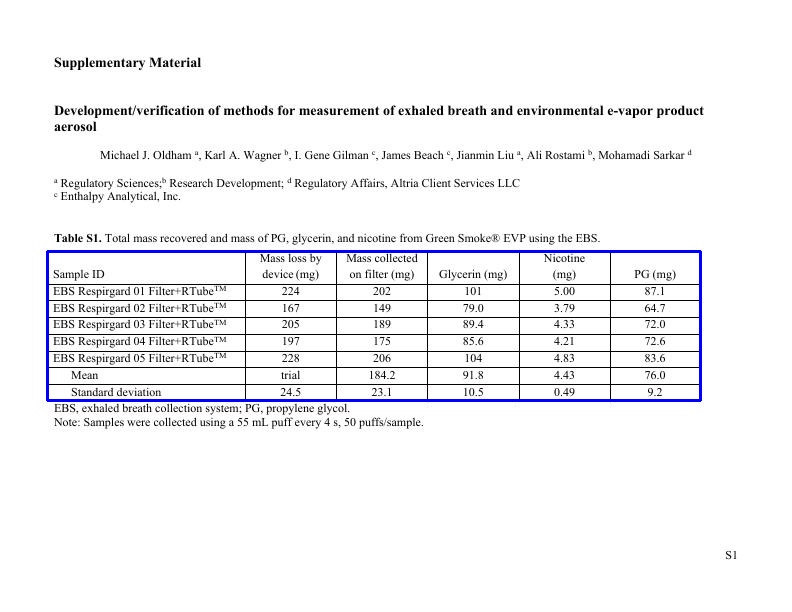 Supplementary Material
Development/verification of methods for measurement of exhaled breath and environmental e-vapor product
aerosol
Michael J. Oldham a, Karl A. Wagner b, I. Gene Gilman c, James Beach c, Jianmin Liu a, Ali Rostami b, Mohamadi Sarkar d
a Regulatory Sciences;b Research Development; d Regulatory Affairs, Altria Client Services LLC
c Enthalpy Analytical, Inc.
Table S1. Total mass recovered and mass of PG, glycerin, and nicotine from Green Smoke® EVP using the EBS.
Sample ID Mass loss by device (mg) Mass collected on filter (mg) Glycerin (mg) Nicotine (mg) PG (mg)
EBS Respirgard 01 Filter+RTube™ 224 202 101 5.00 87.1
EBS Respirgard 02 Filter+RTube™ 167 149 79.0 3.79 64.7
EBS Respirgard 03 Filter+RTube™ 205 189 89.4 4.33 72.0
EBS Respirgard 04 Filter+RTube™ 197 175 85.6 4.21 72.6
EBS Respirgard 05 Filter+RTube™ 228 206 104 4.83 83.6
Mean trial 184.2 91.8 4.43 76.0
Standard deviation 24.5 23.1 10.5 0.49 9.2
EBS, exhaled breath collection system; PG, propylene glycol.
Note: Samples were collected using a 55 mL puff every 4 s, 50 puffs/sample.
S1